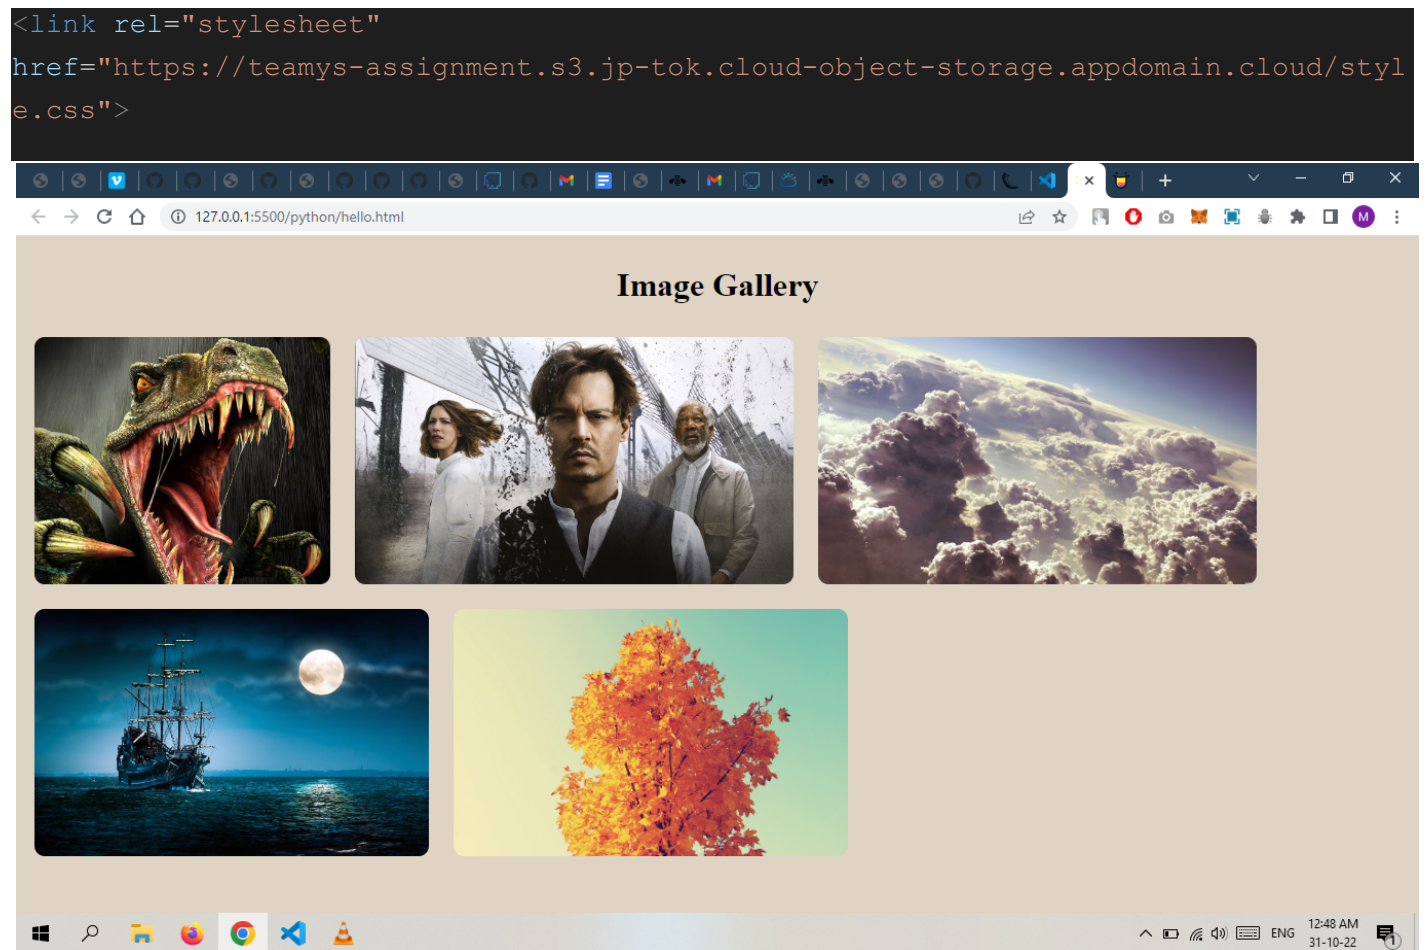 <link rel="stylesheet"
href="https://teamys-assignment.s3.jp-tok.cloud-object-storage.appdomain.cloud/styl
e.css">
127.0.0.1:5500/python/hello.html
M
Image Gallery
ENG
12:48 AM
31-10-22
1